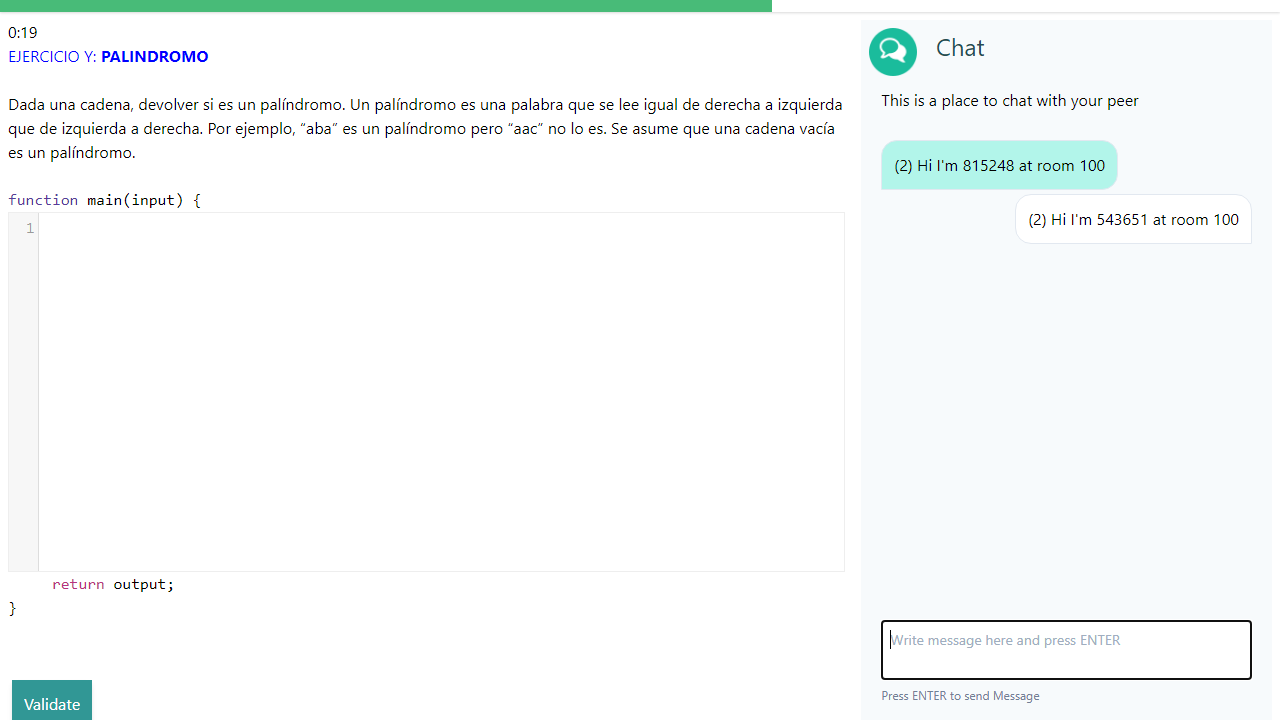 0:19
EJERCICIO Y: PALINDROMO
Dada una cadena, devolver si es un palíndromo. Un palíndromo es una palabra que se lee igual de derecha a izquierda
que de izquierda a derecha. Por ejemplo, “aba” es un palíndromo pero “aac” no lo es. Se asume que una cadena vacía
es un palíndromo.
function main(input) {
1
return output;
}
Validate
Chat
This is a place to chat with your peer
(2) Hi I'm 815248 at room 100
(2) Hi I'm 543651 at room 100
Write message here and press ENTER
Press ENTER to send Message